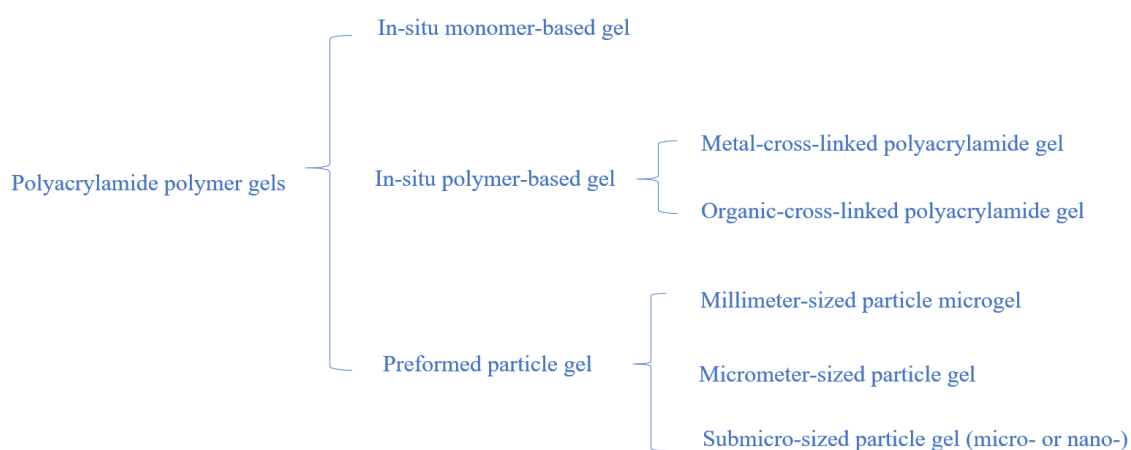 Polyacrylamide polymer gels
In-situ monomer-based gel
In-situ polymer-based gel
Metal-cross-linked polyacrylamide gel
Organic-cross-linked polyacrylamide gel
Preformed particle gel
Millimeter-sized particle microgel
Micrometer-sized particle gel
Submicro-sized particle gel (micro- or nano-)